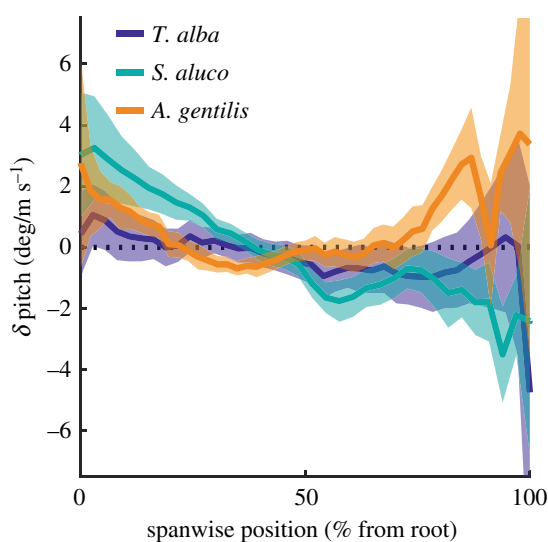 T. alba
S. aluco
A. gentilis
6
4
2
0
–2
–4
–6
δ pitch (deg/m s⁻¹)
0 50 100
spanwise position (% from root)